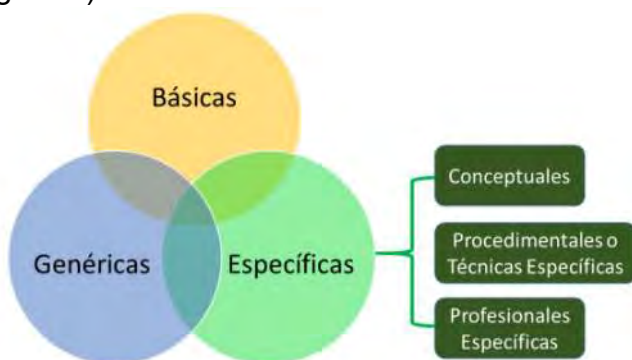 Básicas
Genéricas
Específicas
Conceptuales
Procedimentales o
Técnicas Específicas
Profesionales
Específicas